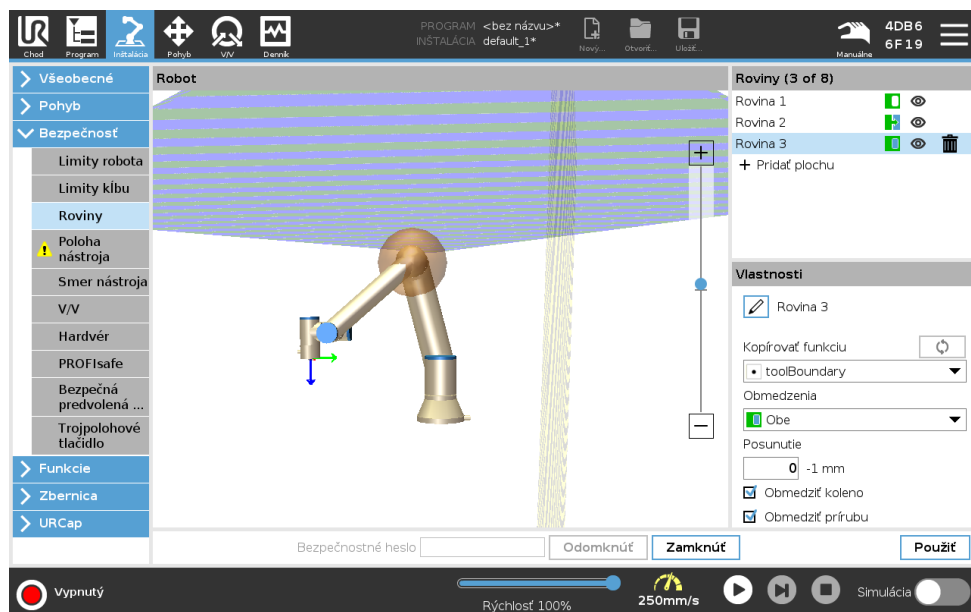 PROGRAM <bez názvu>*
INŠTALÁCIA default_1*
Chod
Program
Inštalácia
Pohyb
V/V
Denník
Nový...
Otvoriť...
Uložiť...
Manuálne
4DB6
6F19
Všeobecné
Pohyb
Bezpečnosť
Limity robota
Limity kĺbu
Roviny
Poloha
nástroja
Smer nástroja
V/V
Hardvér
PROFIsafe
Bezpečná
predvolená ...
Trojpolohové
tlačidlo
Funkcie
Zbernica
URCap
Robot
Roviny (3 of 8)
Rovina 1
Rovina 2
Rovina 3
+ Pridať plochu
Vlastnosti
Rovina 3
Kopírovať funkciu
toolBoundary
Obmedzenia
Obe
Posunutie
0 -1 mm
Obmedziť koleno
Obmedziť prírubu
Bezpečnostné heslo
Odomknúť
Zamknúť
Použiť
Vypnutý
Rýchlosť 100%
250mm/s
Simulácia